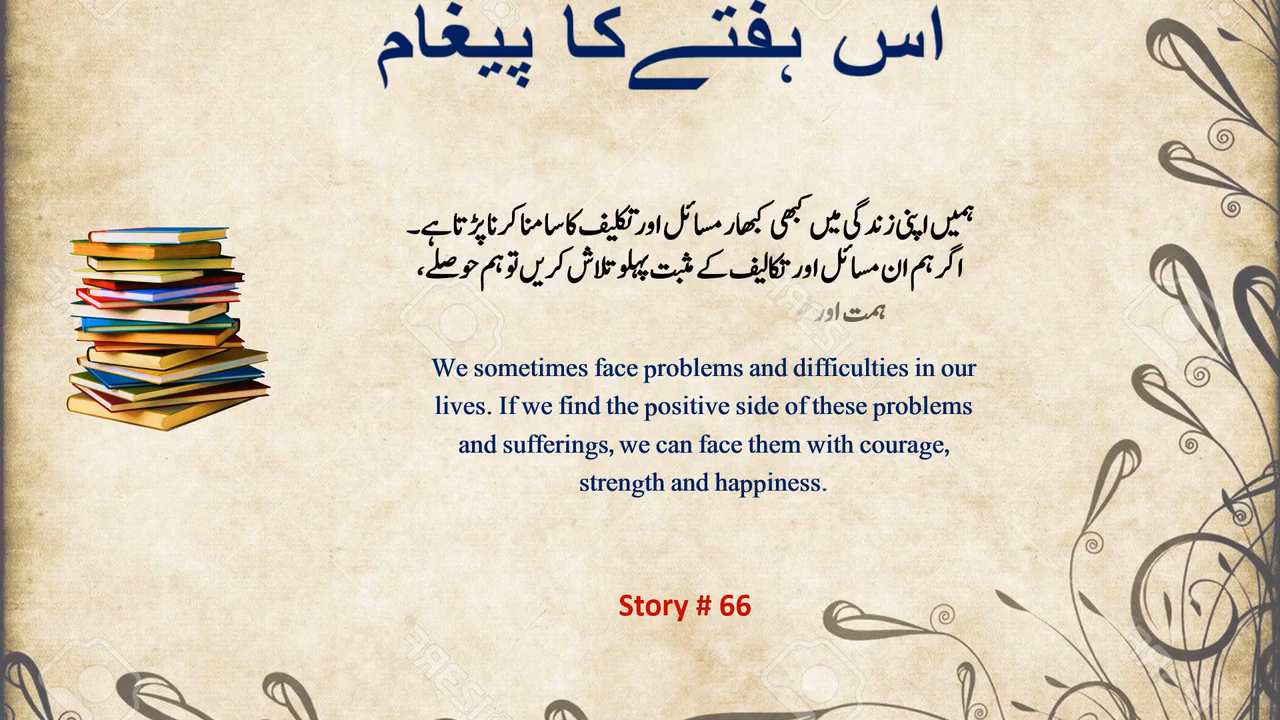 اس ہفتے کا پیغام
ہمیں اپنی زندگی میں کبھی کبھار مسائل اور تکلیف کا سامنا کرنا پڑتا ہے۔
اگر ہم ان مسائل اور تکالیف کے مثبت پہلو تلاش کریں تو ہم حوصلے،
ہمت اور
We sometimes face problems and difficulties in our
lives. If we find the positive side of these problems
and sufferings, we can face them with courage,
strength and happiness.
Story # 66